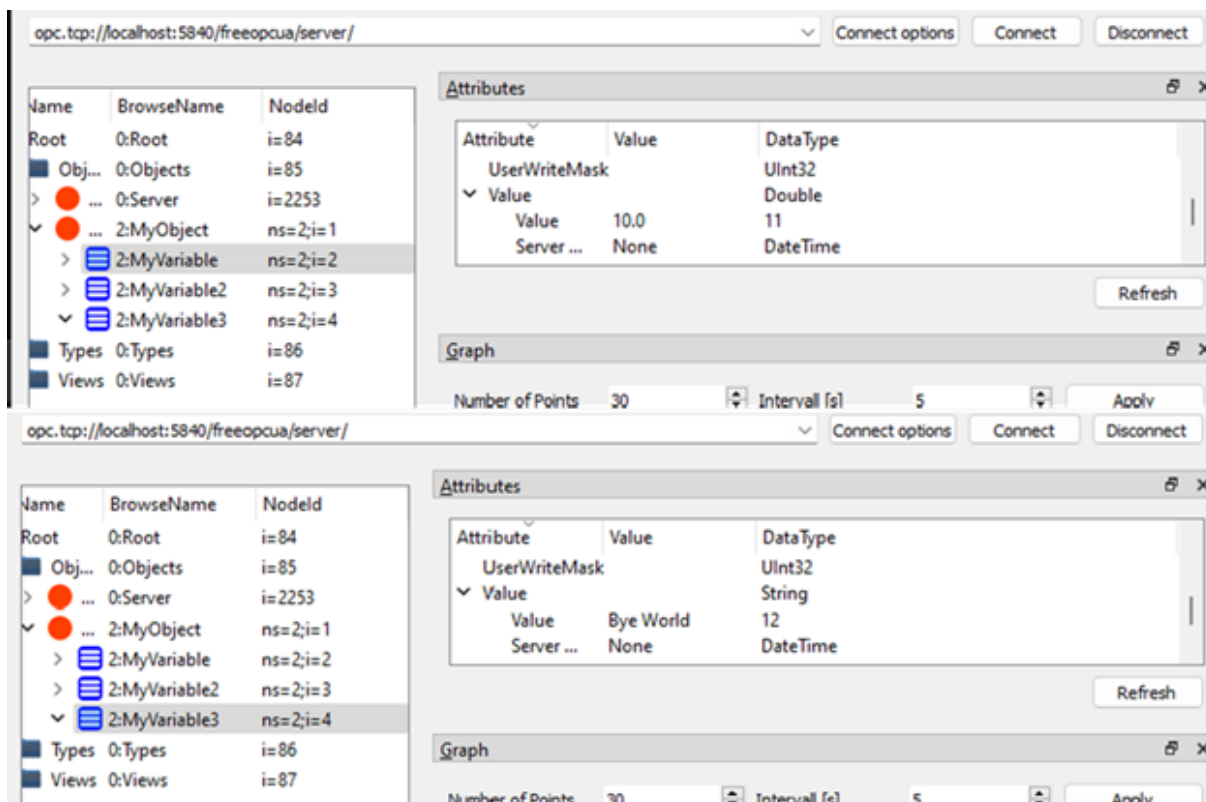 opc.tcp://localhost:5840/freeopcua/server/ Connect options Connect Disconnect
Name BrowseName NodeId
Root 0:Root i=84
Obj... 0:Objects i=85
... 0:Server i=2253
... 2:MyObject ns=2;i=1
2:MyVariable ns=2;i=2
2:MyVariable2 ns=2;i=3
2:MyVariable3 ns=2;i=4
Types 0:Types i=86
Views 0:Views i=87
Attributes
Attribute Value DataType
UserWriteMask UInt32
Value Double
Value 10.0 11
Server ... None DateTime
Refresh
Graph
Number of Points 30 Intervall [s] 5 Apply
opc.tcp://localhost:5840/freeopcua/server/ Connect options Connect Disconnect
Name BrowseName NodeId
Root 0:Root i=84
Obj... 0:Objects i=85
... 0:Server i=2253
... 2:MyObject ns=2;i=1
2:MyVariable ns=2;i=2
2:MyVariable2 ns=2;i=3
2:MyVariable3 ns=2;i=4
Types 0:Types i=86
Views 0:Views i=87
Attributes
Attribute Value DataType
UserWriteMask UInt32
Value String
Value Bye World 12
Server ... None DateTime
Refresh
Graph
Number of Points 30 Intervall [s] 5 Apply